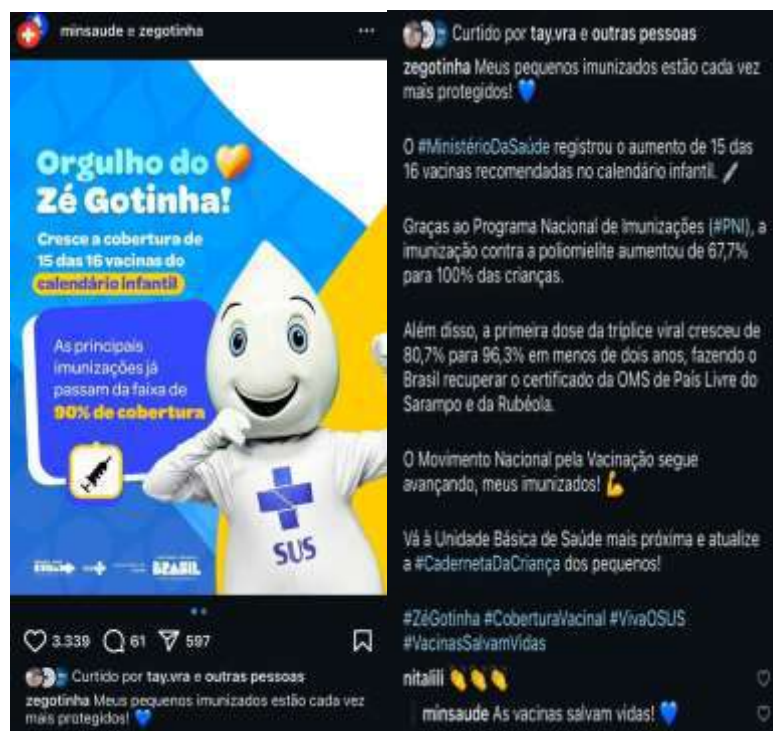 minsaude e zegotinha
Orgulho do
Zé Gotinha!
Cresce a cobertura de
15 das 16 vacinas do
calendário infantil
As principais
imunizações já
passam da faixa de
90% de cobertura
SUS
BRASIL
3.339 61 597
Curtido por tay.vra e outras pessoas
zegotinha Meus pequenos imunizados estão cada vez
mais protegidos! 💙
Curtido por tay.vra e outras pessoas
zegotinha Meus pequenos imunizados estão cada vez
mais protegidos! 💙
O #MinistérioDaSaúde registrou o aumento de 15 das
16 vacinas recomendadas no calendário infantil.
Graças ao Programa Nacional de Imunizações (#PNI), a
imunização contra a poliomielite aumentou de 67,7%
para 100% das crianças.
Além disso, a primeira dose da tríplice viral cresceu de
80,7% para 96,3% em menos de dois anos, fazendo o
Brasil recuperar o certificado da OMS de País Livre do
Sarampo e da Rubéola.
O Movimento Nacional pela Vacinação segue
avançando, meus imunizados! 💪
Vá à Unidade Básica de Saúde mais próxima e atualize
a #CadernetaDaCriança dos pequenos!
#ZéGotinha #CoberturaVacinal #VivaOSUS
#VacinasSalvamVidas
nitaliii 👏👏👏
minsaude As vacinas salvam vidas! 💙